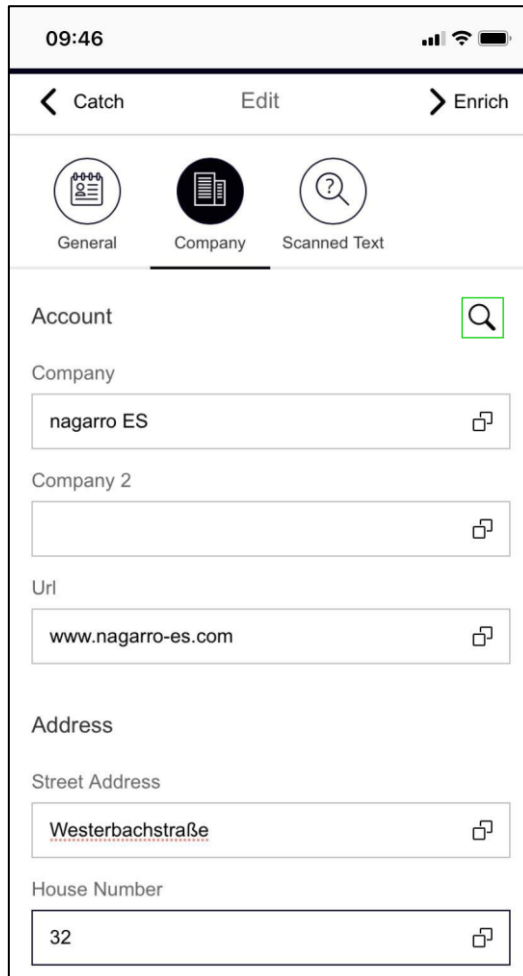 09:46
Catch Edit Enrich
General Company Scanned Text
Account
Company
nagarro ES
Company 2
Url
www.nagarro-es.com
Address
Street Address
Westerbachstraße
House Number
32